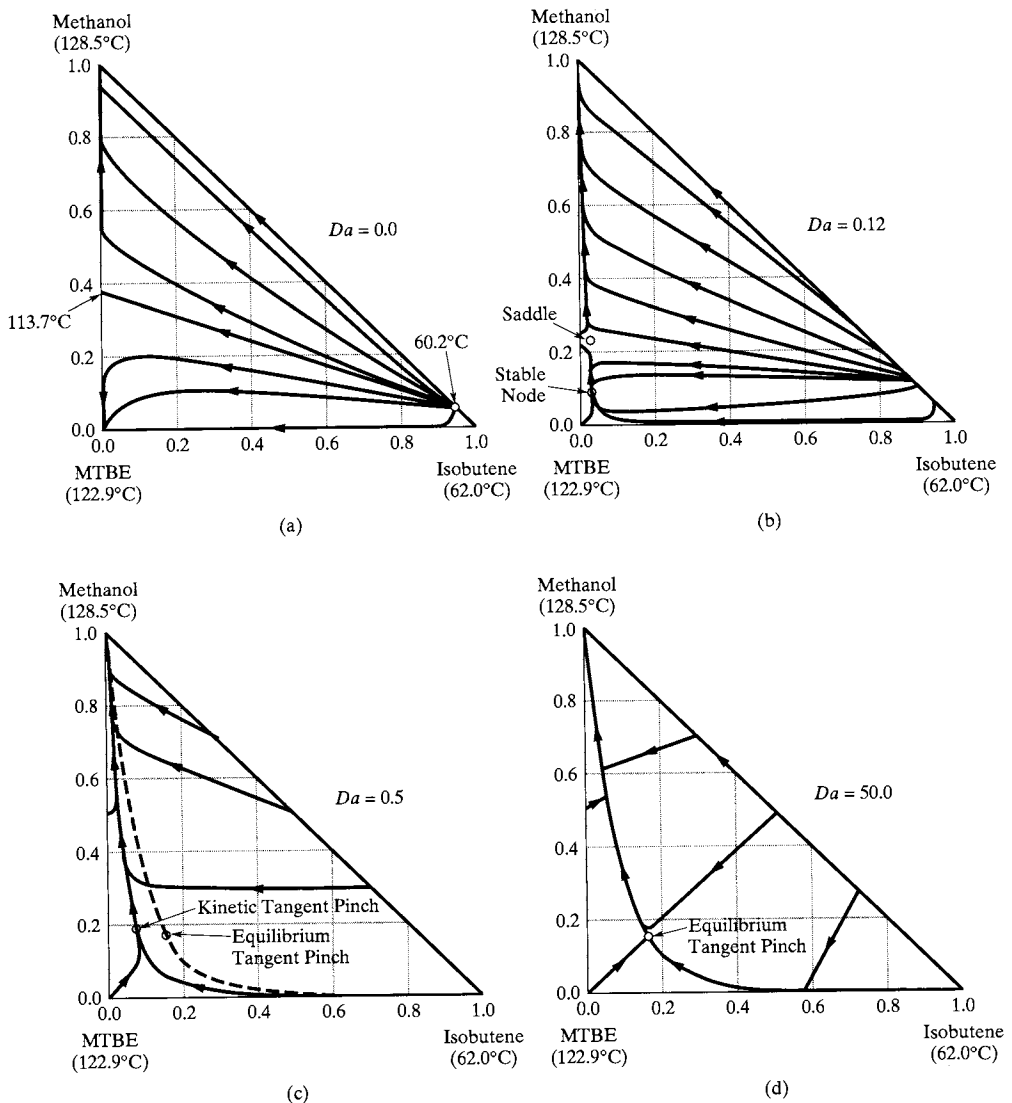 Methanol
(128.5°C)
1.0
0.8
0.6
0.4
0.2
0.0
Da = 0.0
113.7°C
60.2°C
0.0
0.2
0.4
0.6
0.8
1.0
MTBE
(122.9°C)
Isobutene
(62.0°C)
(a)
Methanol
(128.5°C)
1.0
0.8
0.6
0.4
0.2
0.0
Da = 0.12
Saddle
Stable
Node
0.0
0.2
0.4
0.6
0.8
1.0
MTBE
(122.9°C)
Isobutene
(62.0°C)
(b)
Methanol
(128.5°C)
1.0
0.8
0.6
0.4
0.2
0.0
Da = 0.5
Kinetic Tangent Pinch
Equilibrium
Tangent Pinch
0.0
0.2
0.4
0.6
0.8
1.0
MTBE
(122.9°C)
Isobutene
(62.0°C)
(c)
Methanol
(128.5°C)
1.0
0.8
0.6
0.4
0.2
0.0
Da = 50.0
Equilibrium
Tangent Pinch
0.0
0.2
0.4
0.6
0.8
1.0
MTBE
(122.9°C)
Isobutene
(62.0°C)
(d)